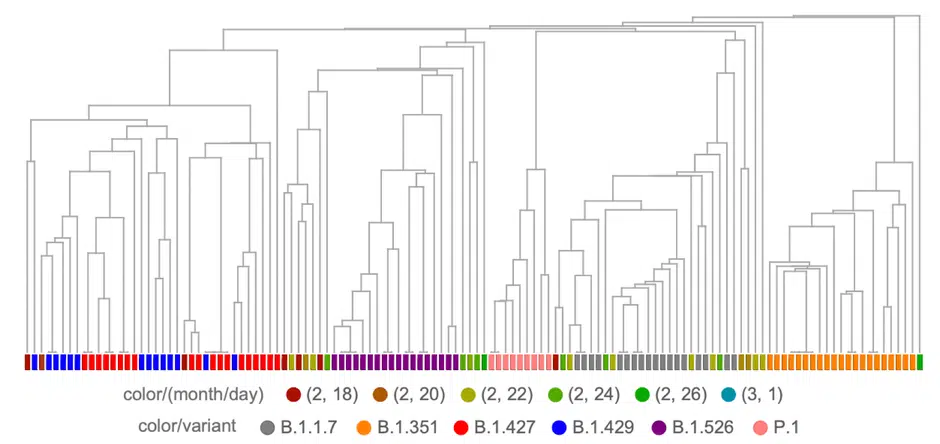 color/(month/day) (2, 18) (2, 20) (2, 22) (2, 24) (2, 26) (3, 1)
color/variant B.1.1.7 B.1.351 B.1.427 B.1.429 B.1.526 P.1